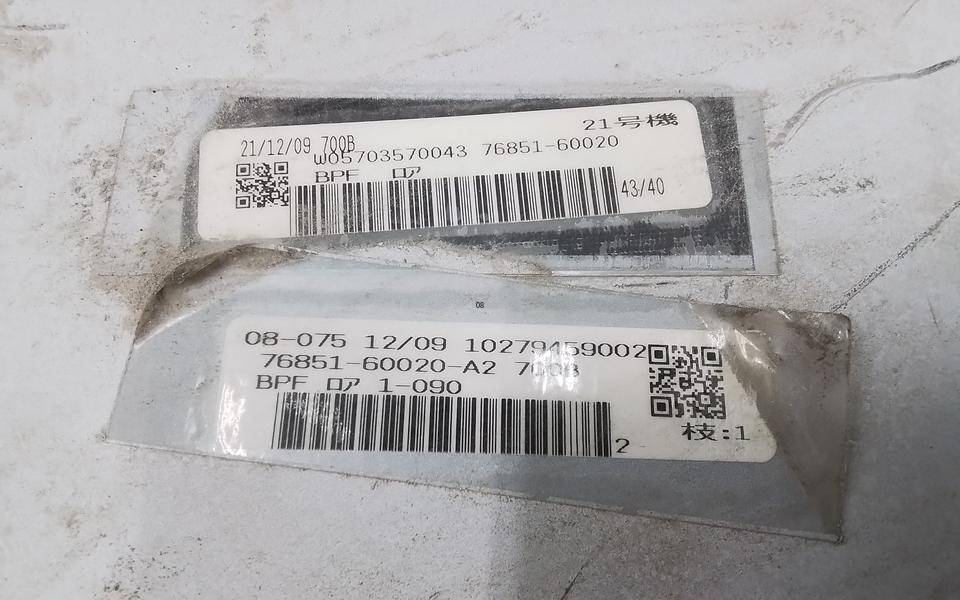 21号機
21/12/09 700B
W05703570043 76851-60020
BPF ロア
43/40
08
08-075 12/09 10279459002
76851-60020-A2 700B
BPF ロア 1-090
2
枝:1